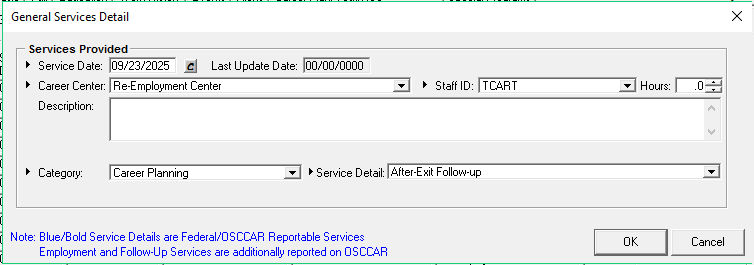 General Services Detail
Services Provided
Service Date: 09/23/2025 C Last Update Date: 00/00/0000
Career Center: Re-Employment Center Staff ID: TCART Hours: .0
Description:
Category: Career Planning Service Detail: After-Exit Follow-up
Note: Blue/Bold Service Details are Federal/OSCCAR Reportable Services
Employment and Follow-Up Services are additionally reported on OSCCAR
OK Cancel